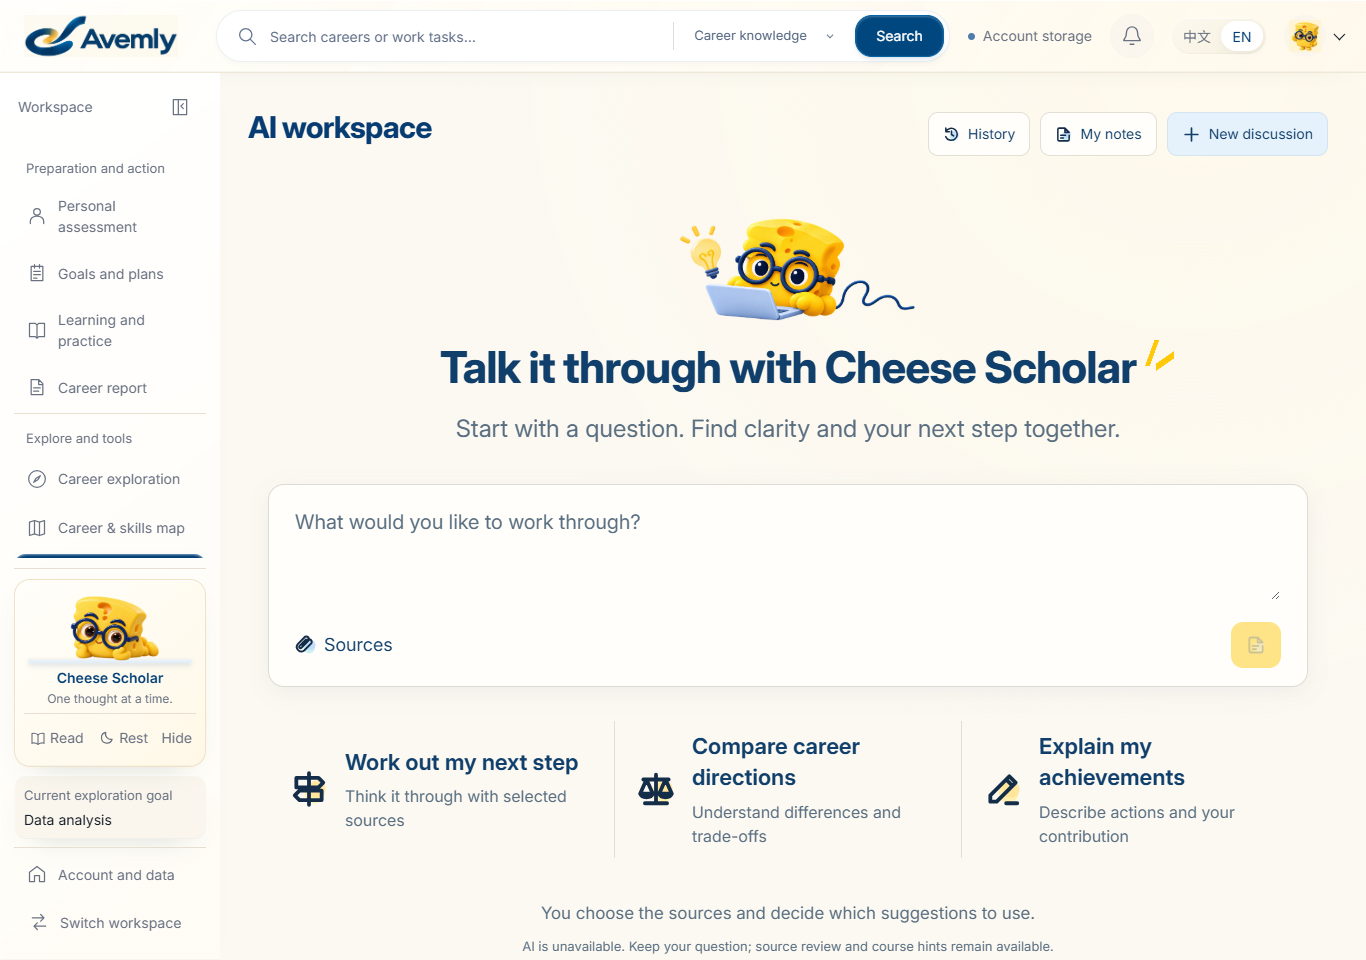 Avemly
Search careers or work tasks...
Career knowledge
Search
Account storage
中文
EN
Workspace
Preparation and action
Personal
assessment
Goals and plans
Learning and
practice
Career report
Explore and tools
Career exploration
Career & skills map
Cheese Scholar
One thought at a time.
Read
Rest
Hide
Current exploration goal
Data analysis
Account and data
Switch workspace
AI workspace
History
My notes
New discussion
Talk it through with Cheese Scholar
Start with a question. Find clarity and your next step together.
What would you like to work through?
Sources
Work out my next step
Think it through with selected
sources
Compare career
directions
Understand differences and
trade-offs
Explain my
achievements
Describe actions and your
contribution
You choose the sources and decide which suggestions to use.
AI is unavailable. Keep your question; source review and course hints remain available.